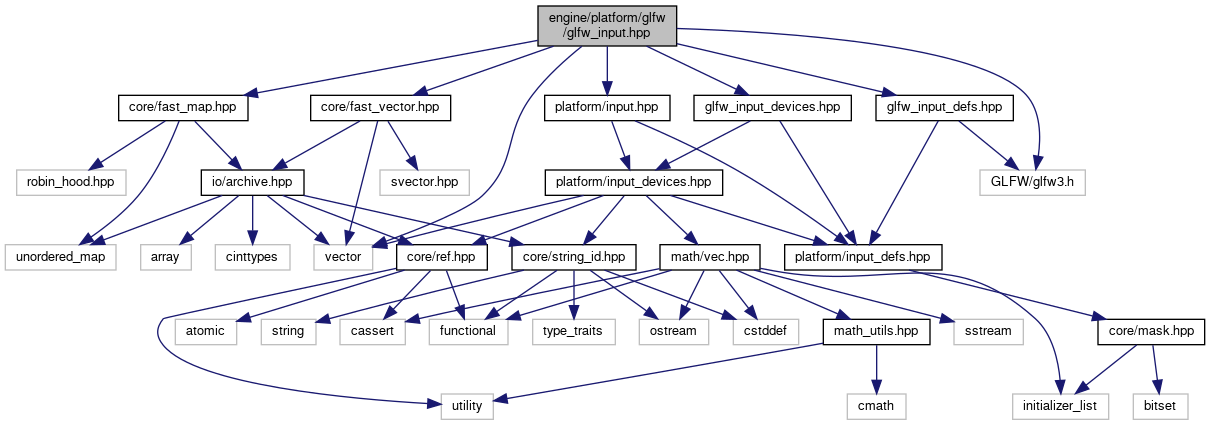 engine/platform/glfw
/glfw_input.hpp
core/fast_map.hpp
core/fast_vector.hpp
platform/input.hpp
glfw_input_devices.hpp
glfw_input_defs.hpp
robin_hood.hpp
io/archive.hpp
svector.hpp
platform/input_devices.hpp
GLFW/glfw3.h
unordered_map
array
cinttypes
vector
core/ref.hpp
core/string_id.hpp
math/vec.hpp
platform/input_defs.hpp
atomic
string
cassert
functional
type_traits
ostream
cstddef
math_utils.hpp
sstream
core/mask.hpp
utility
cmath
initializer_list
bitset